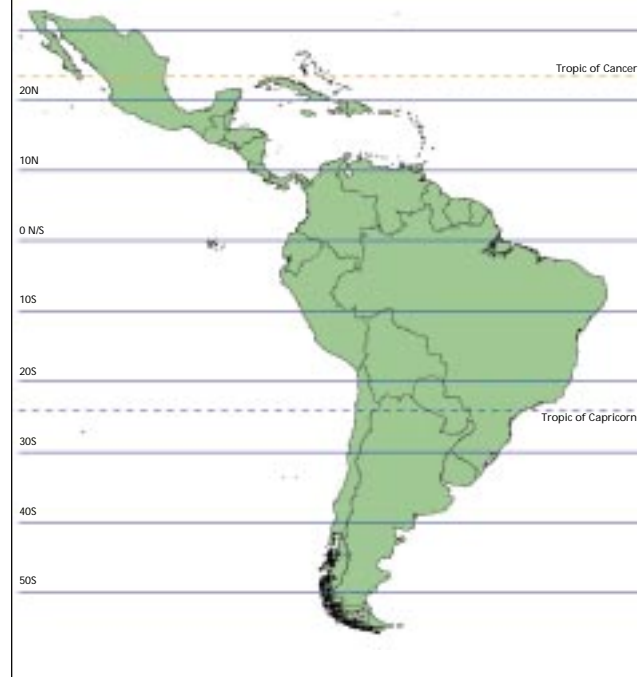 Tropic of Cancer
20N
10N
0 N/S
10S
20S
Tropic of Capricorn
30S
40S
50S